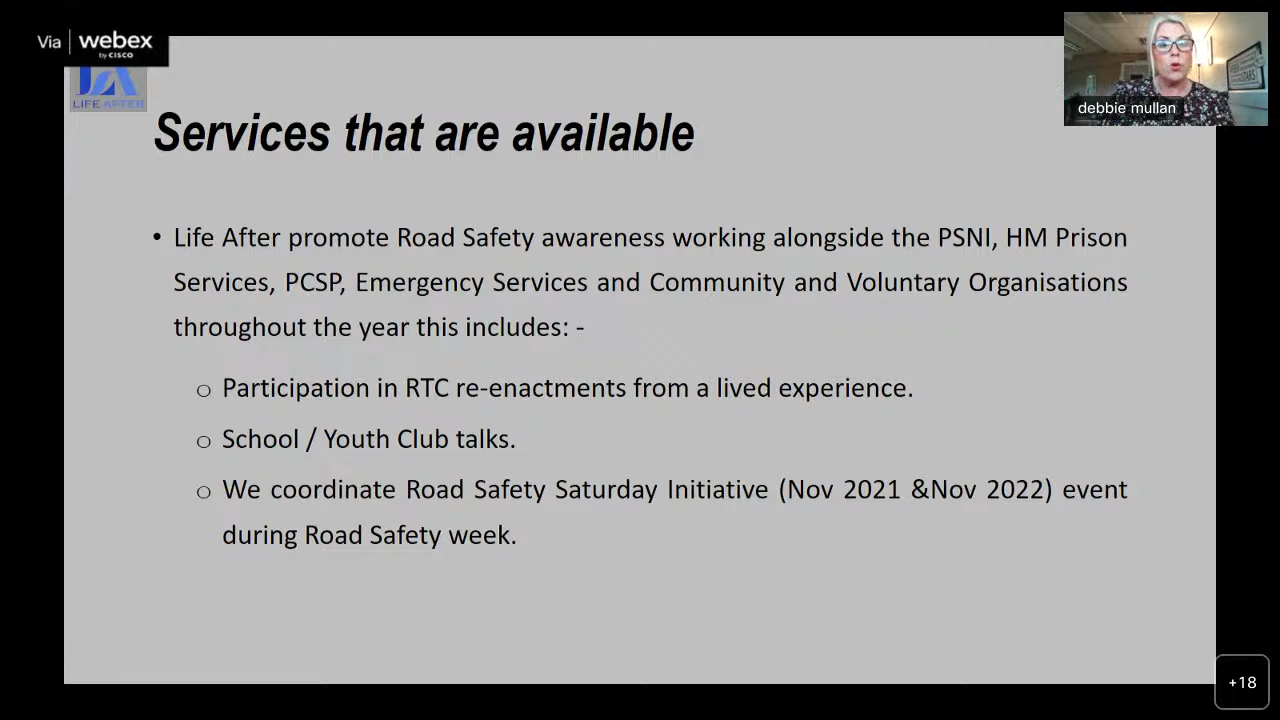 Via webex
by CISCO
LIFE AFTER
debbie mullan
Services that are available
• Life After promote Road Safety awareness working alongside the PSNI, HM Prison
Services, PCSP, Emergency Services and Community and Voluntary Organisations
throughout the year this includes: -
o Participation in RTC re-enactments from a lived experience.
o School / Youth Club talks.
o We coordinate Road Safety Saturday Initiative (Nov 2021 &Nov 2022) event
during Road Safety week.
+18